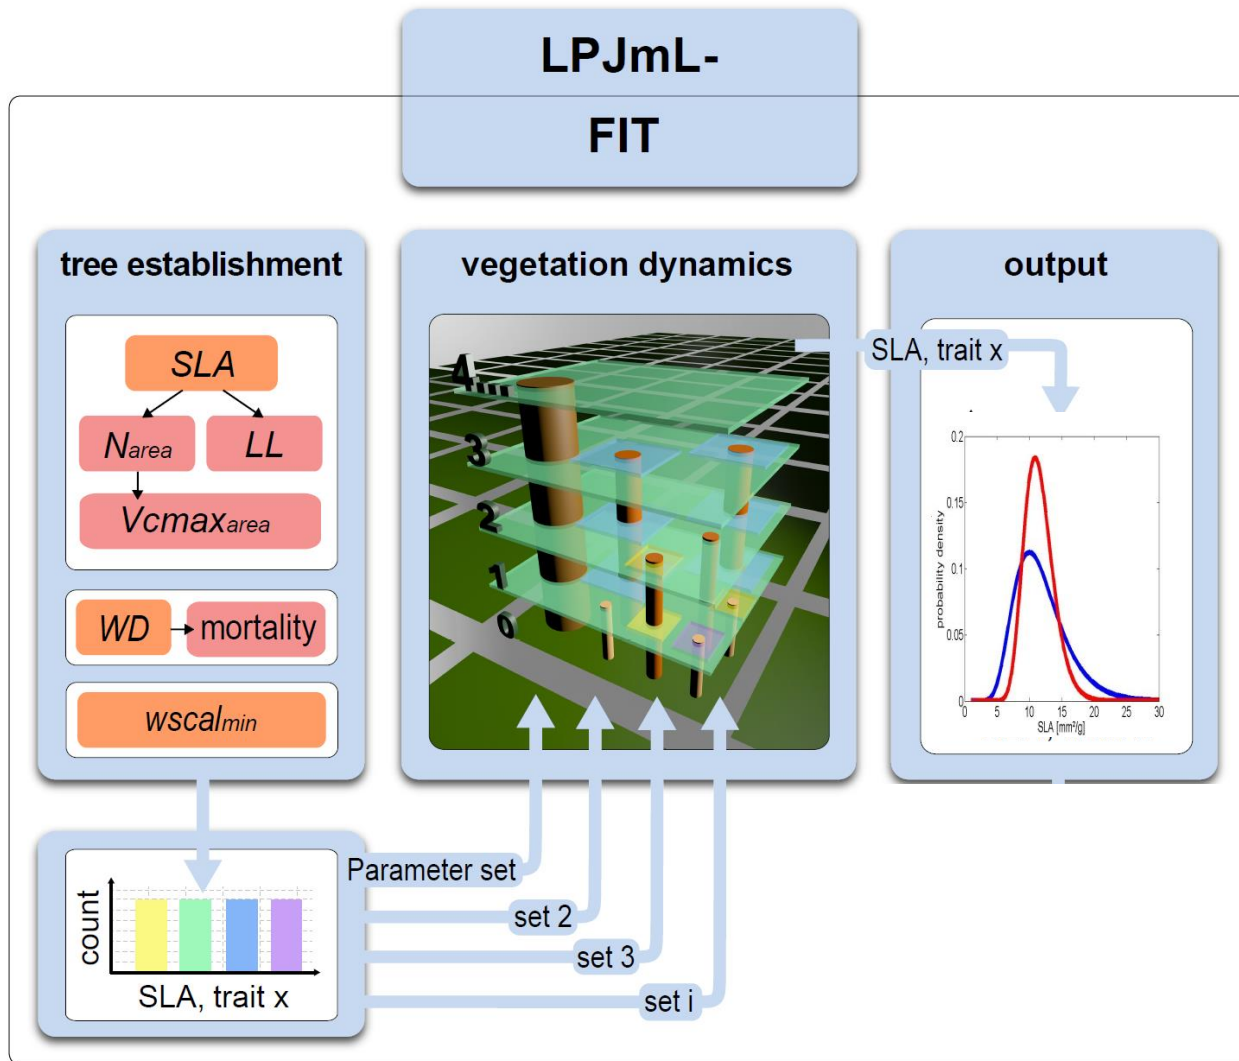 LPJmL-
FIT
tree establishment
SLA
Narea
LL
Vcmaxarea
WD
mortality
wscalmin
count
SLA, trait x
vegetation dynamics
4
3
2
1
0
Parameter set
set 2
set 3
set i
output
SLA, trait x
probability density
0.2
0.15
0.1
0.05
0
0
5
10
15
20
25
30
SLA [mm²/g]